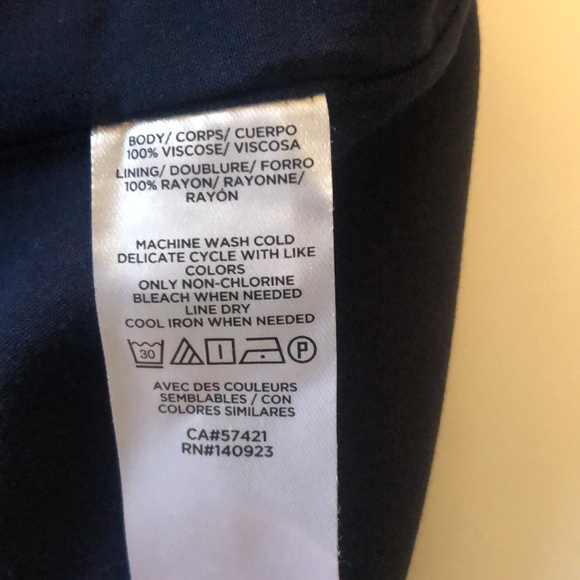 BODY/ CORPS/ CUERPO
100% VISCOSE/ VISCOSA
LINING/ DOUBLURE/ FORRO
100% RAYON/ RAYONNE/
RAYÓN
MACHINE WASH COLD
DELICATE CYCLE WITH LIKE
COLORS
ONLY NON-CHLORINE
BLEACH WHEN NEEDED
LINE DRY
COOL IRON WHEN NEEDED
30 P
AVEC DES COULEURS
SEMBLABLES / CON
COLORES SIMILARES
CA#57421
RN#140923